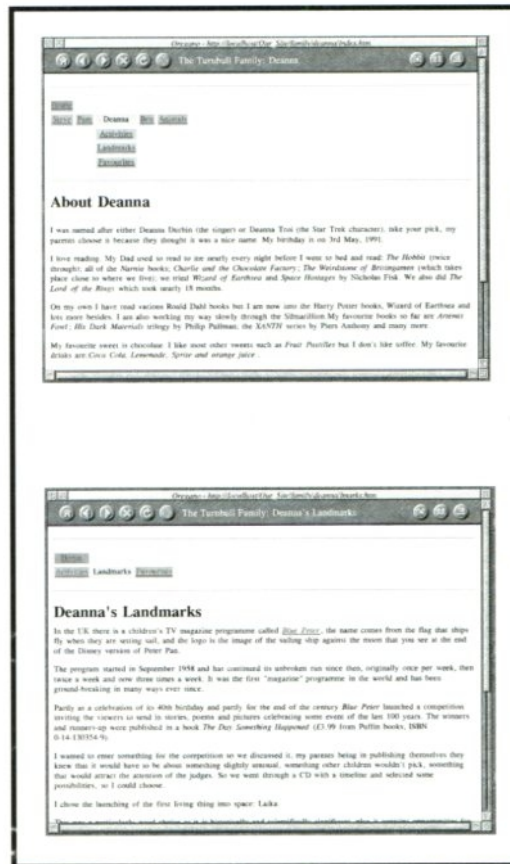 Oregano - http://localhost/Our_Site/family/deanna/index.htm
The Turnbull Family: Deanna
Home
Steve Pam Deanna Ben Animals
Activities
Landmarks
Favourites
About Deanna
I was named after either Deanna Durbin (the singer) or Deanna Troi (the Star Trek character), take your pick, my
parents choose it because they thought it was a nice name. My birthday is on 3rd May, 1991.
I love reading. My Dad used to read to me nearly every night before I went to bed and read: The Hobbit (twice
through); all of the Narnia books; Charlie and the Chocolate Factory; The Weirdstone of Brisingamen (which takes
place close to where we live); we tried Wizard of Earthsea and Space Hostages by Nicholas Fisk. We also did The
Lord of the Rings which took nearly 18 months.
On my own I have read various Roald Dahl books but I am now into the Harry Potter books, Wizard of Earthsea and
lots more besides. I am also working my way slowly through the Silmarillion My favourite books so far are Artemis
Fowl; His Dark Materials trilogy by Philip Pullman; the XANTH series by Piers Anthony and many more.
My favourite sweet is chocolate. I like most other sweets such as Fruit Pastilles but I don't like toffee. My favourite
drinks are Coca Cola, Lemonade, Sprite and orange juice .
Oregano - http://localhost/Our_Site/family/deanna/lmarks.htm
The Turnbull Family: Deanna's Landmarks
Home
Activities Landmarks Favourites
Deanna's Landmarks
In the UK there is a children's TV magazine programme called Blue Peter, the name comes from the flag that ships
fly when they are setting sail, and the logo is the image of the sailing ship against the moon that you see at the end
of the Disney version of Peter Pan.
The program started in September 1958 and has continued its unbroken run since then, originally once per week, then
twice a week and now three times a week. It was the first "magazine" programme in the world and has been
ground-breaking in many ways ever since.
Partly as a celebration of its 40th birthday and partly for the end of the century Blue Peter launched a competition
inviting the viewers to send in stories, poems and pictures celebrating some event of the last 100 years. The winners
and runners-up were published in a book The Day Something Happened (£3.99 from Puffin books, ISBN
0-14-130354-9).
I wanted to enter something for the competition so we discussed it, my parents being in publishing themselves they
knew that it would have to be about something slightly unusual, something other children wouldn't pick, something
that would attract the attention of the judges. So we went through a CD with a timeline and selected some
possibilities, so I could choose.
I chose the launching of the first living thing into space: Laika.